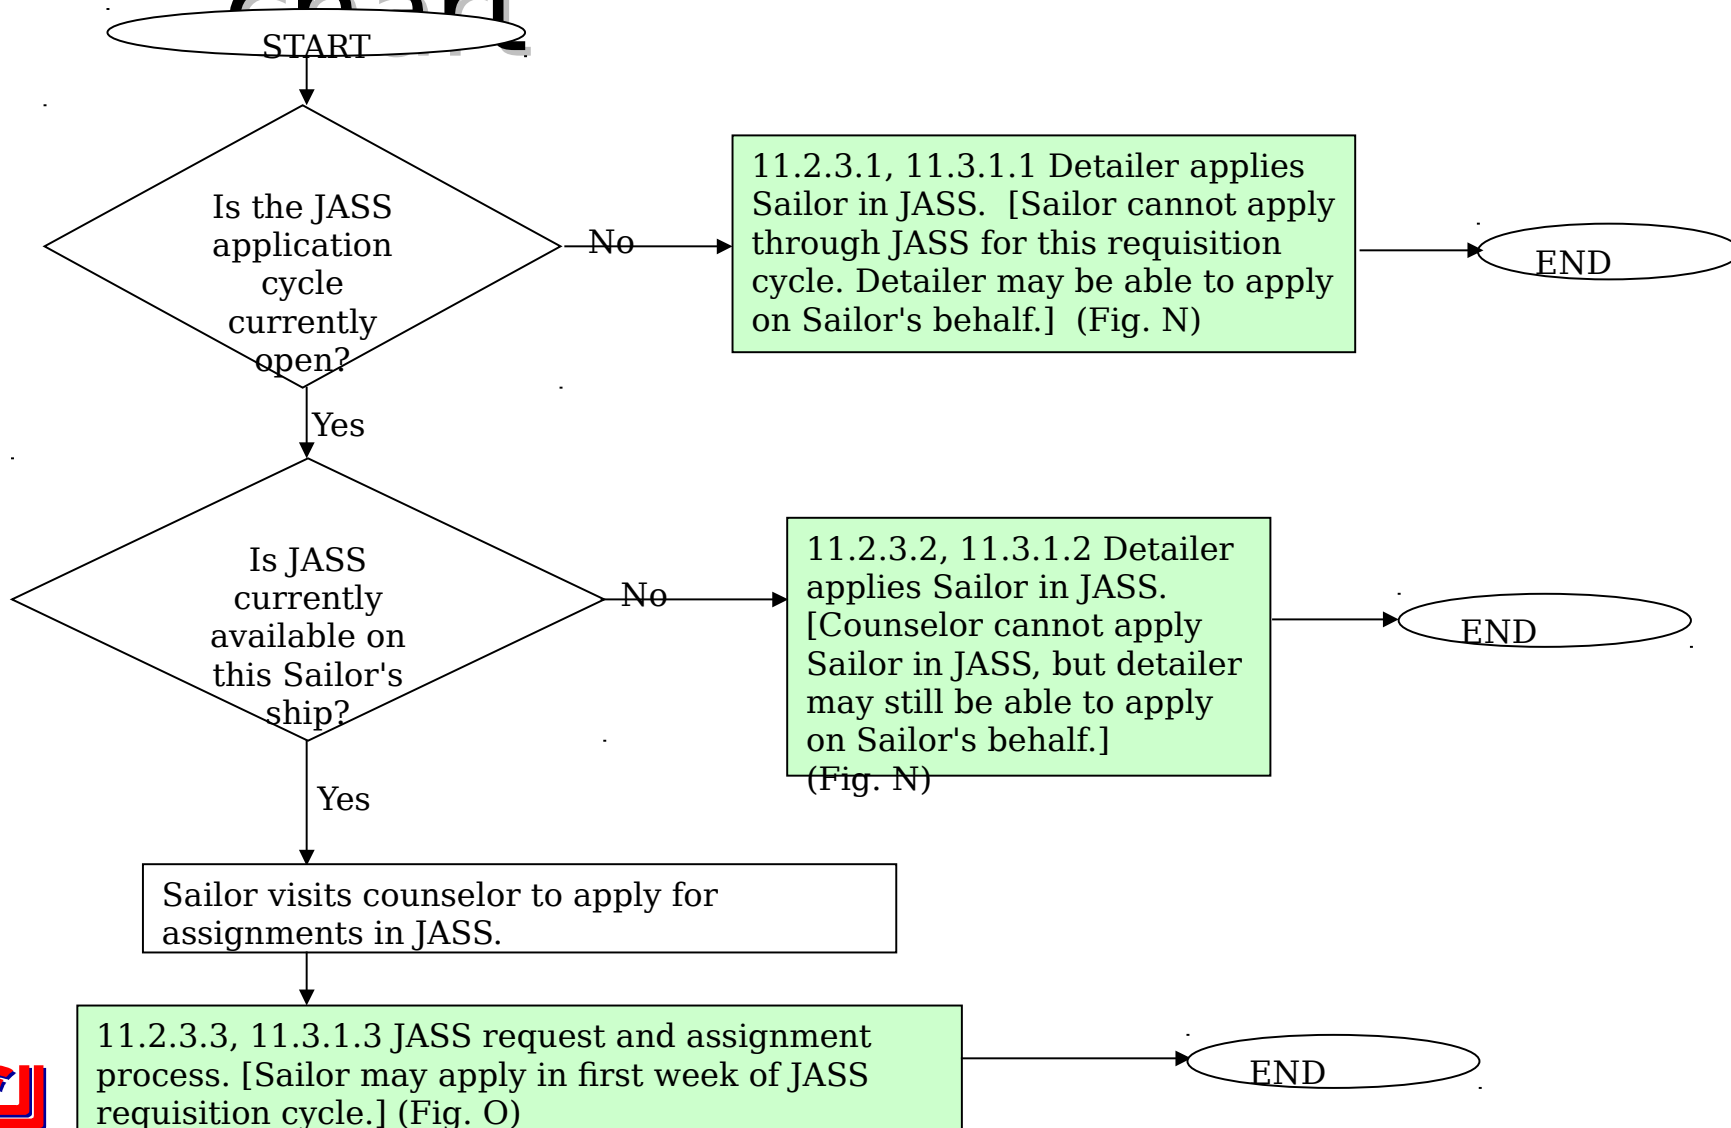 START
Is the JASS
application
cycle
currently
open?
No
11.2.3.1, 11.3.1.1 Detailer applies
Sailor in JASS.  [Sailor cannot apply
through JASS for this requisition
cycle. Detailer may be able to apply
on Sailor's behalf.]  (Fig. N)
END
Yes
Is JASS
currently
available on
this Sailor's
ship?
No
11.2.3.2, 11.3.1.2 Detailer
applies Sailor in JASS.
[Counselor cannot apply
Sailor in JASS, but detailer
may still be able to apply
on Sailor's behalf.]
(Fig. N)
END
Yes
Sailor visits counselor to apply for
assignments in JASS.
11.2.3.3, 11.3.1.3 JASS request and assignment
process. [Sailor may apply in first week of JASS
requisition cycle.] (Fig. O)
END